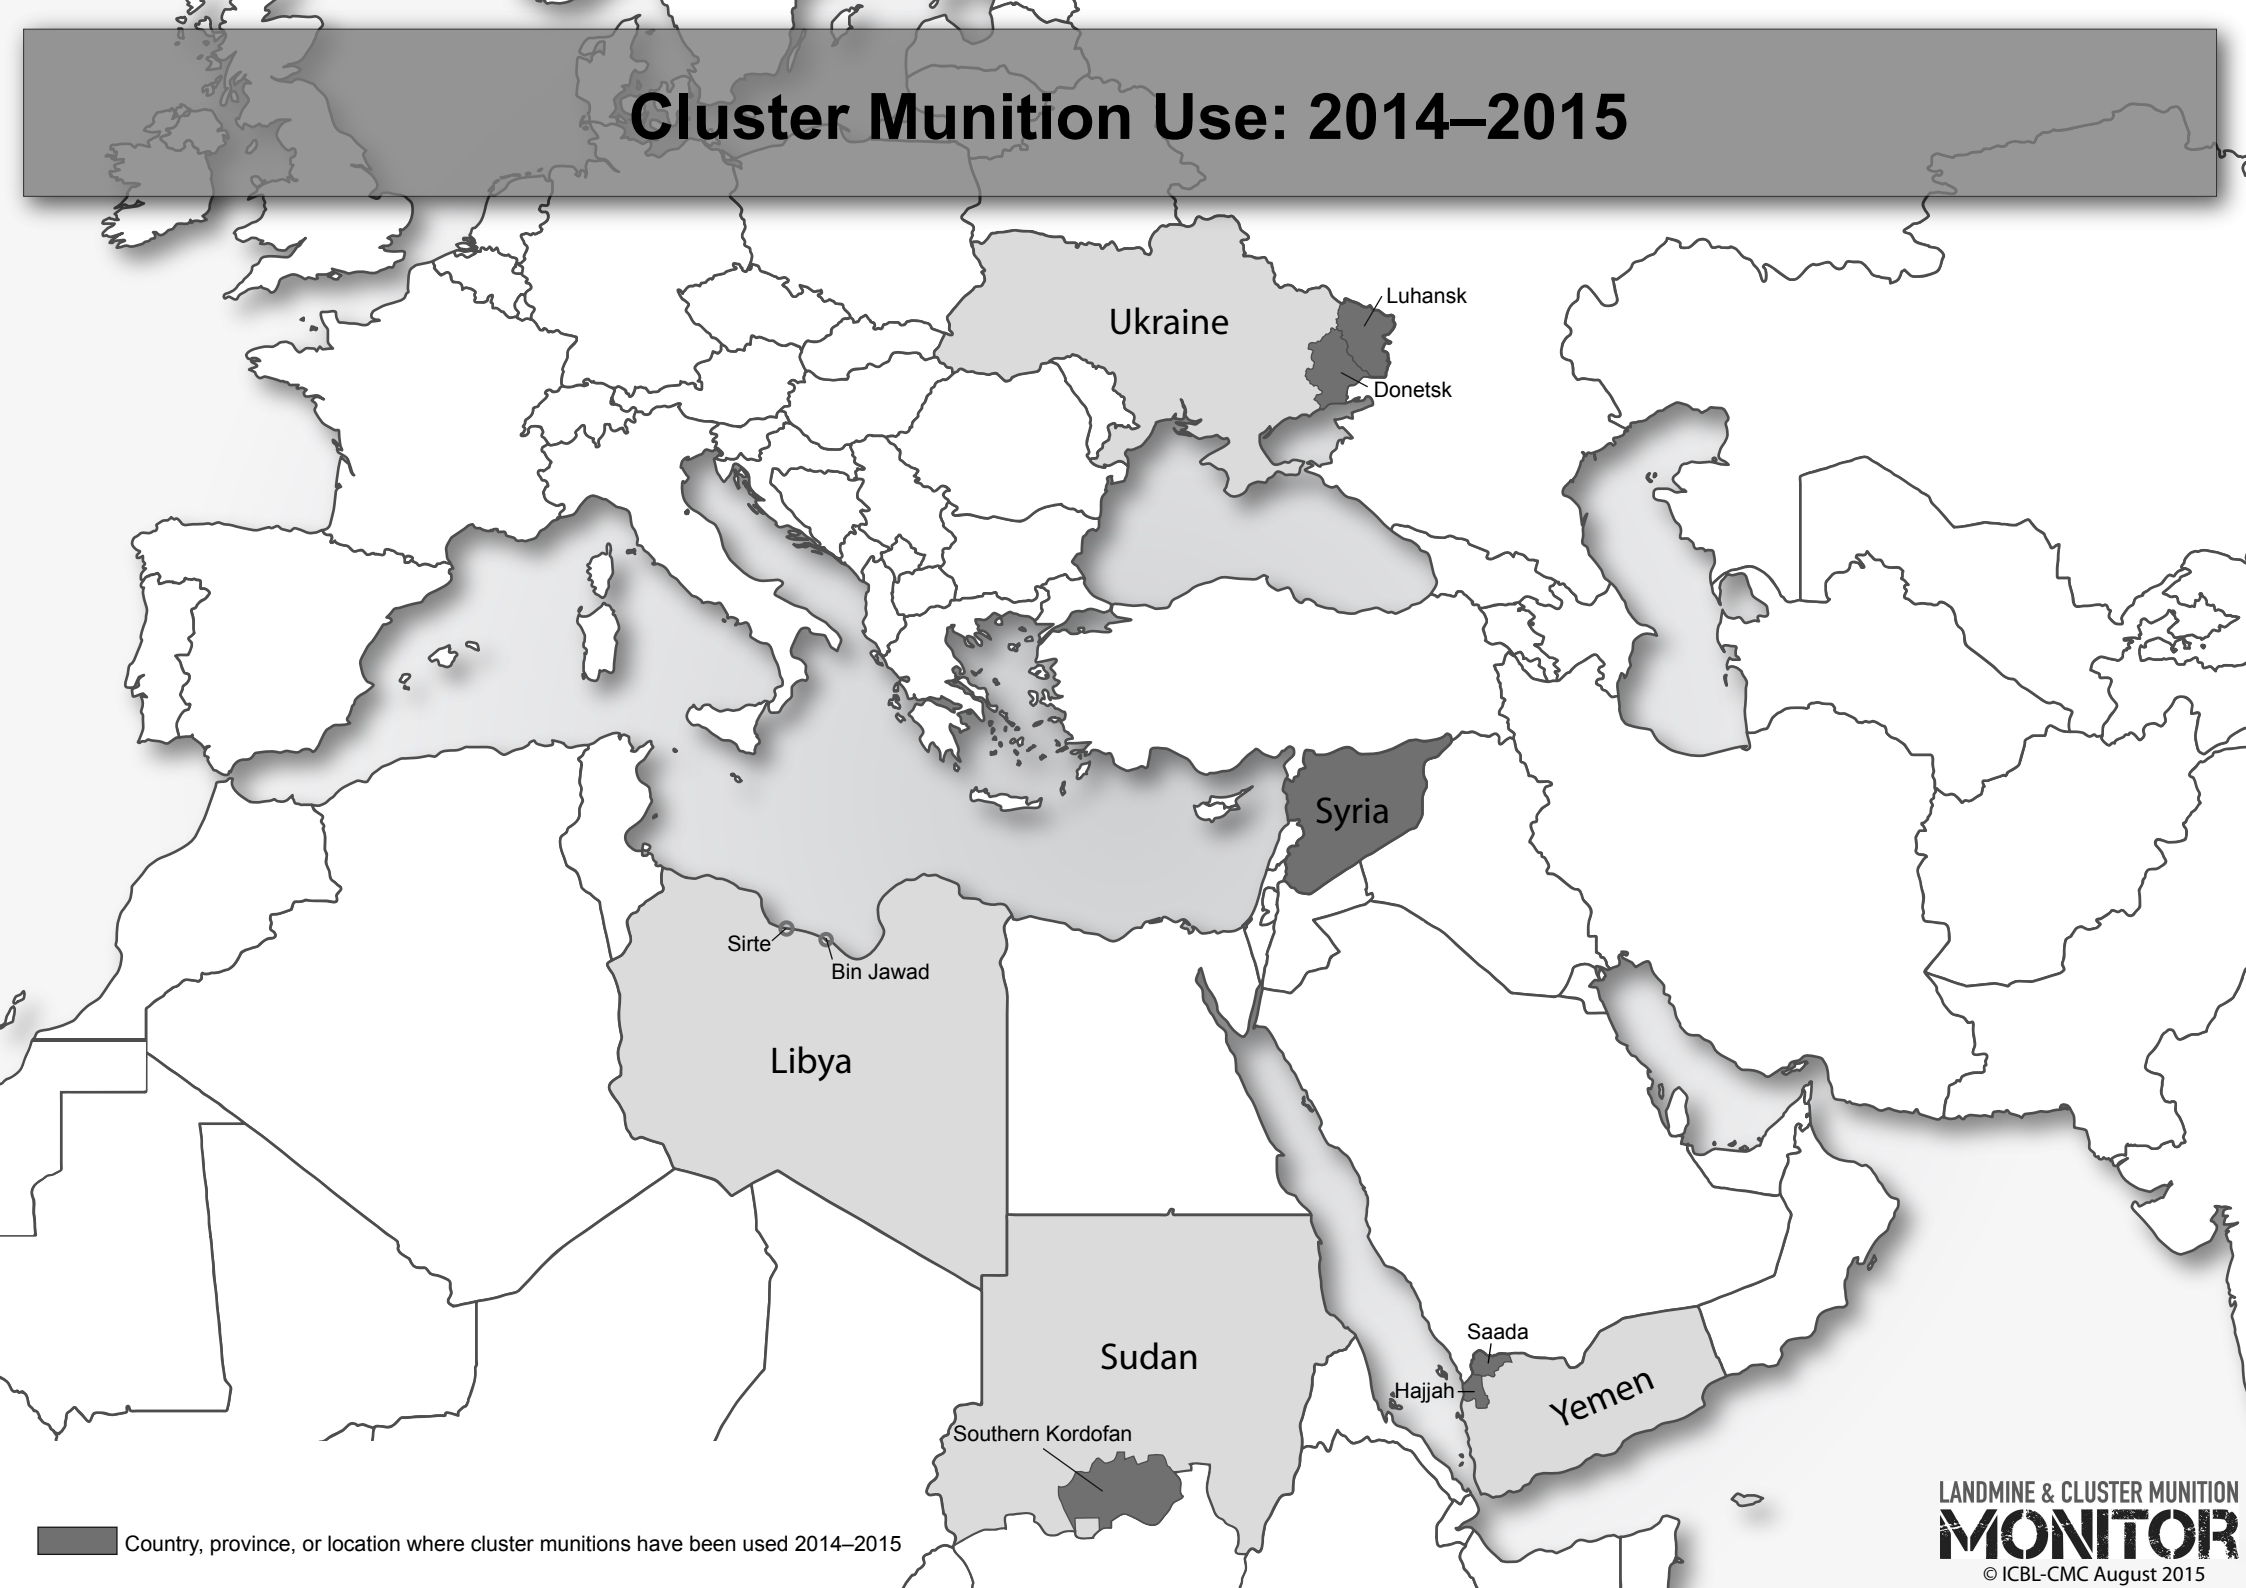 Cluster Munition Use: 2014–2015
Luhansk
Ukraine
Donetsk
Syria
Sirte
Bin Jawad
Libya
Saada
Sudan
Hajjah
Yemen
Southern Kordofan
Country, province, or location where cluster munitions have been used 2014–2015
LANDMINE & CLUSTER MUNITION
MONITOR
© ICBL-CMC August 2015